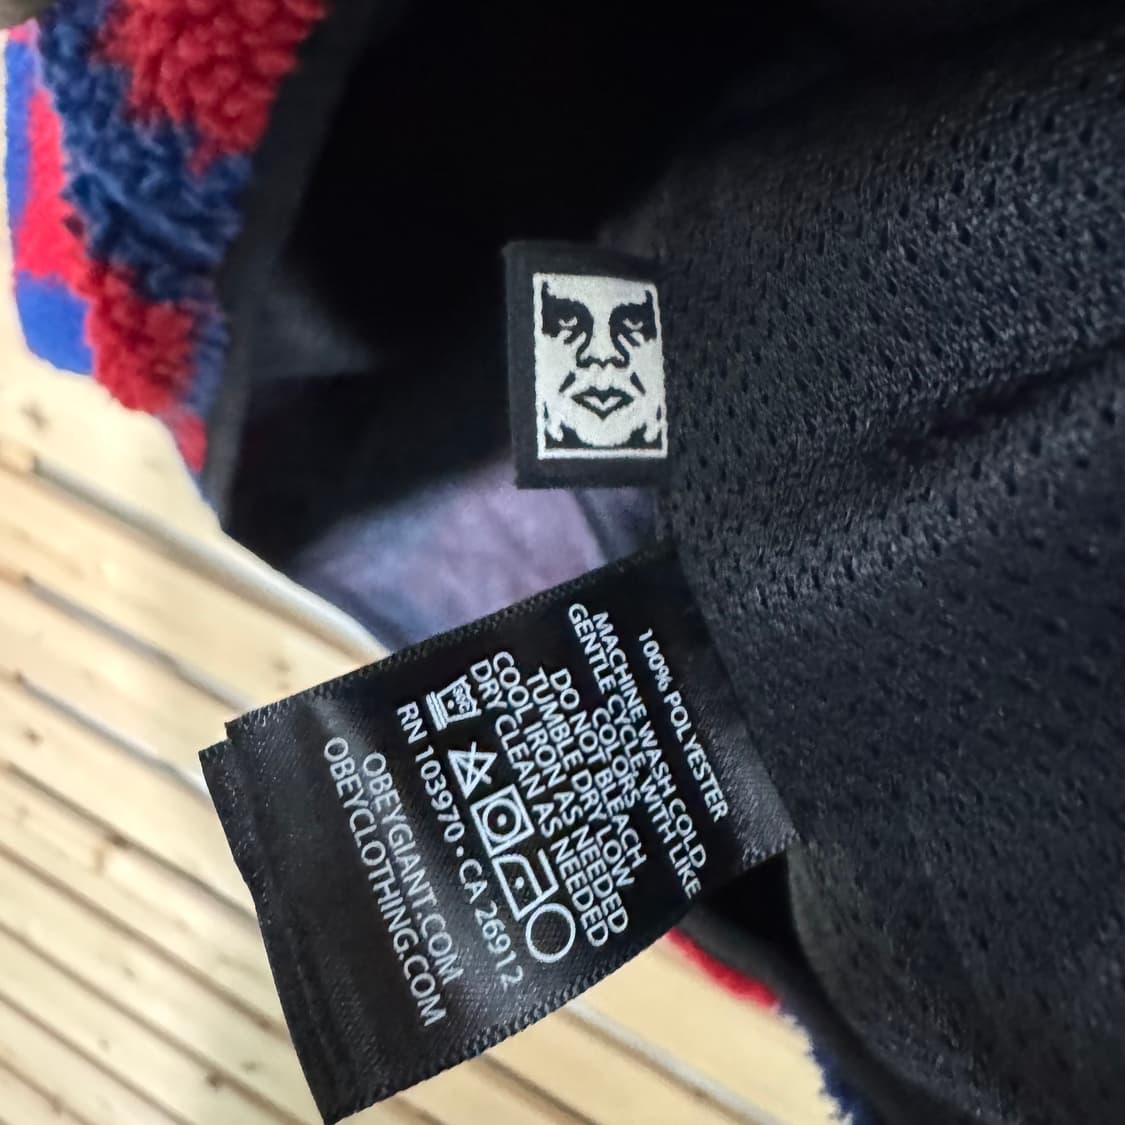 100% POLYESTER
MACHINE WASH COLD
GENTLE CYCLE, WITH LIKE
COLORS
DO NOT BLEACH
TUMBLE DRY LOW
COOL IRON AS NEEDED
DRY CLEAN AS NEEDED
30C
RN 103970 • CA 26912
OBEYGIANT.COM
OBEYCLOTHING.COM